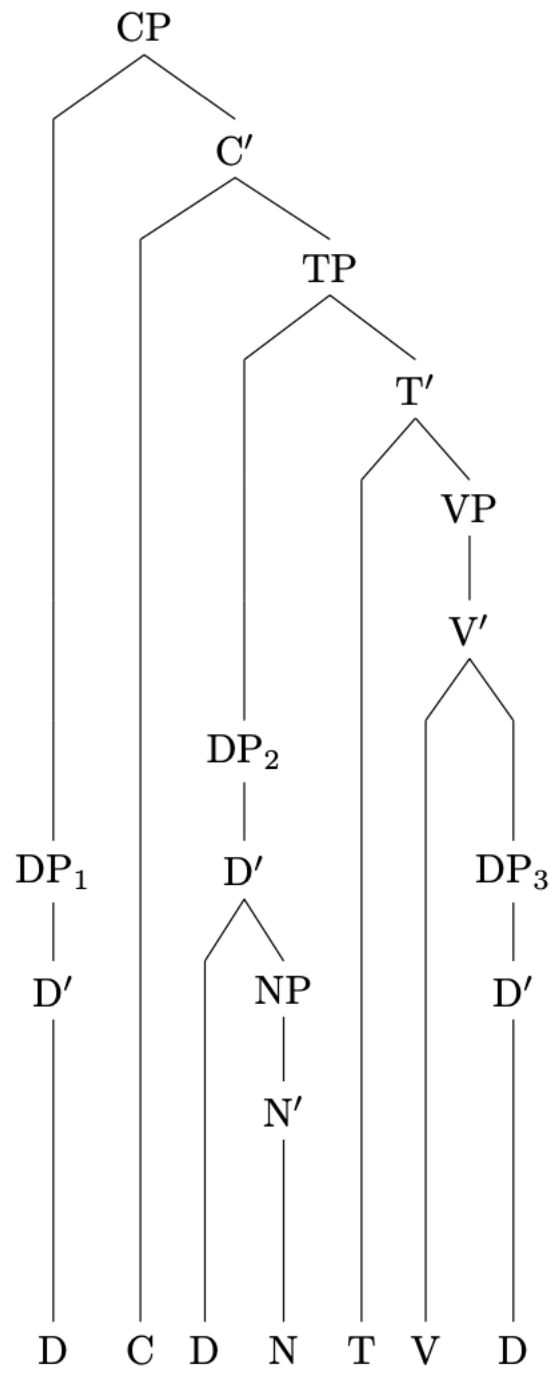 CP
C′
TP
T′
VP
V′
DP₂
DP₁ D′ DP₃
D′ NP D′
N′
D C D N T V D